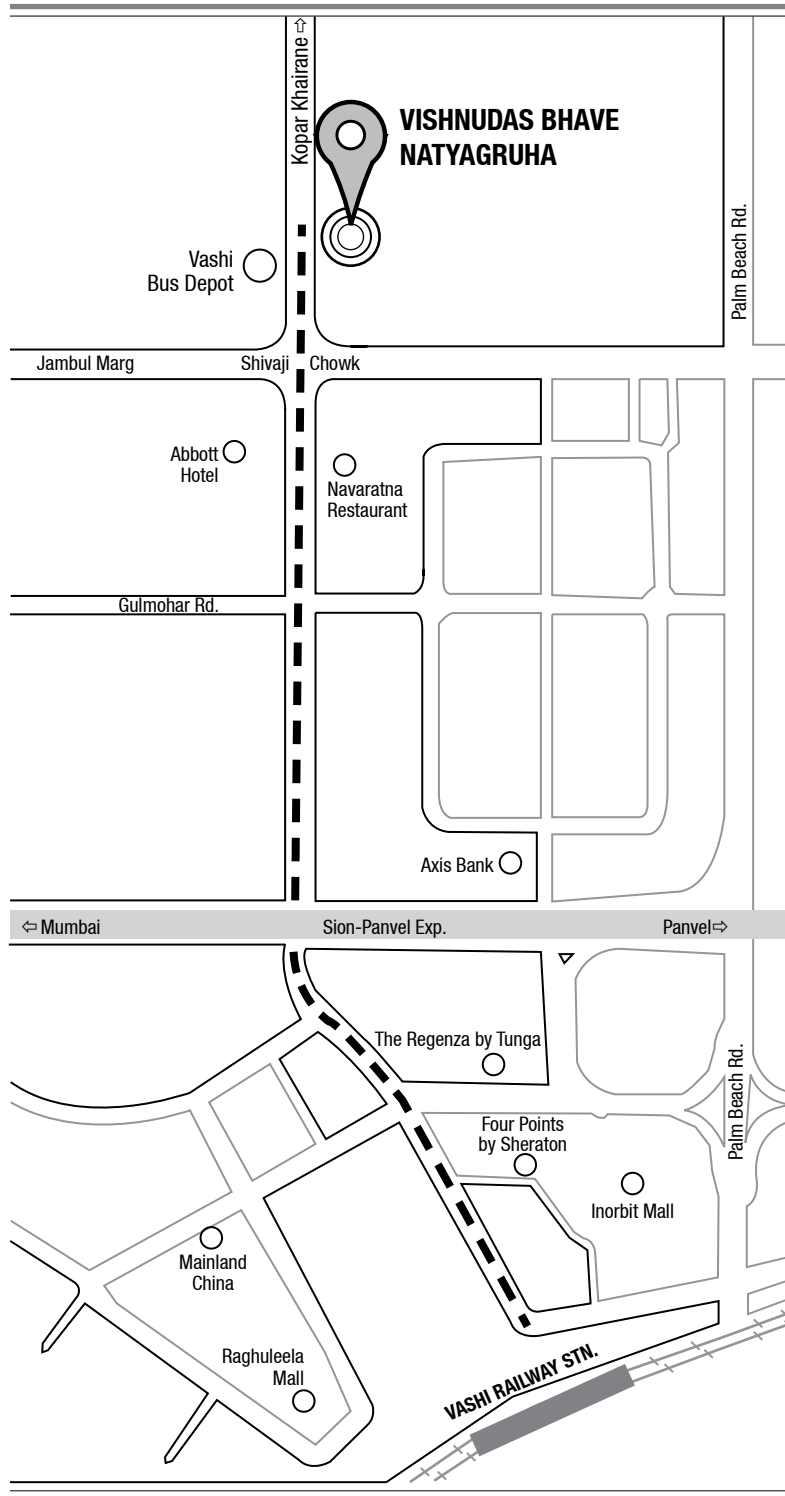 Kopar Khairane ⇧
VISHNUDAS BHAVE
NATYAGRUHA
Palm Beach Rd.
Vashi
Bus Depot
Jambul Marg
Shivaji Chowk
Abbott
Hotel
Navaratna
Restaurant
Gulmohar Rd.
Axis Bank
⇦ Mumbai
Sion-Panvel Exp.
Panvel ⇨
The Regenza by Tunga
Palm Beach Rd.
Four Points
by Sheraton
Inorbit Mall
Mainland
China
Raghuleela
Mall
VASHI RAILWAY STN.